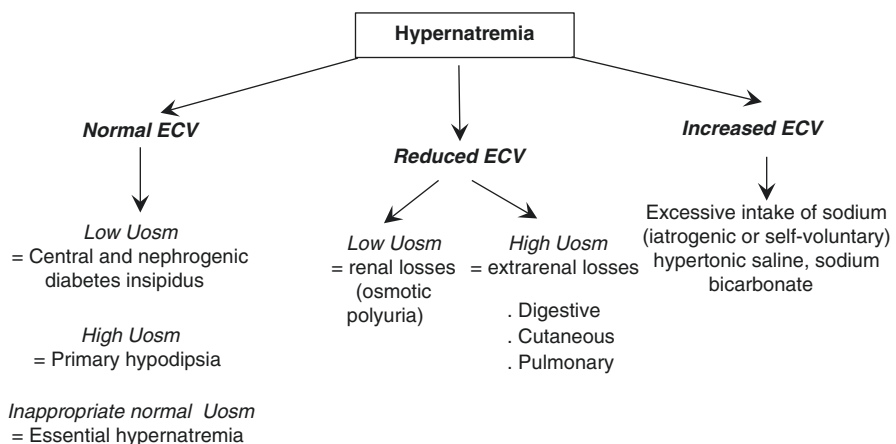 Hypernatremia
Normal ECV
Low Uosm
= Central and nephrogenic
diabetes insipidus
High Uosm
= Primary hypodipsia
Inappropriate normal Uosm
= Essential hypernatremia
Reduced ECV
Low Uosm
= renal losses
(osmotic
polyuria)
High Uosm
= extrarenal losses
. Digestive
. Cutaneous
. Pulmonary
Increased ECV
Excessive intake of sodium
(iatrogenic or self-voluntary)
hypertonic saline, sodium
bicarbonate